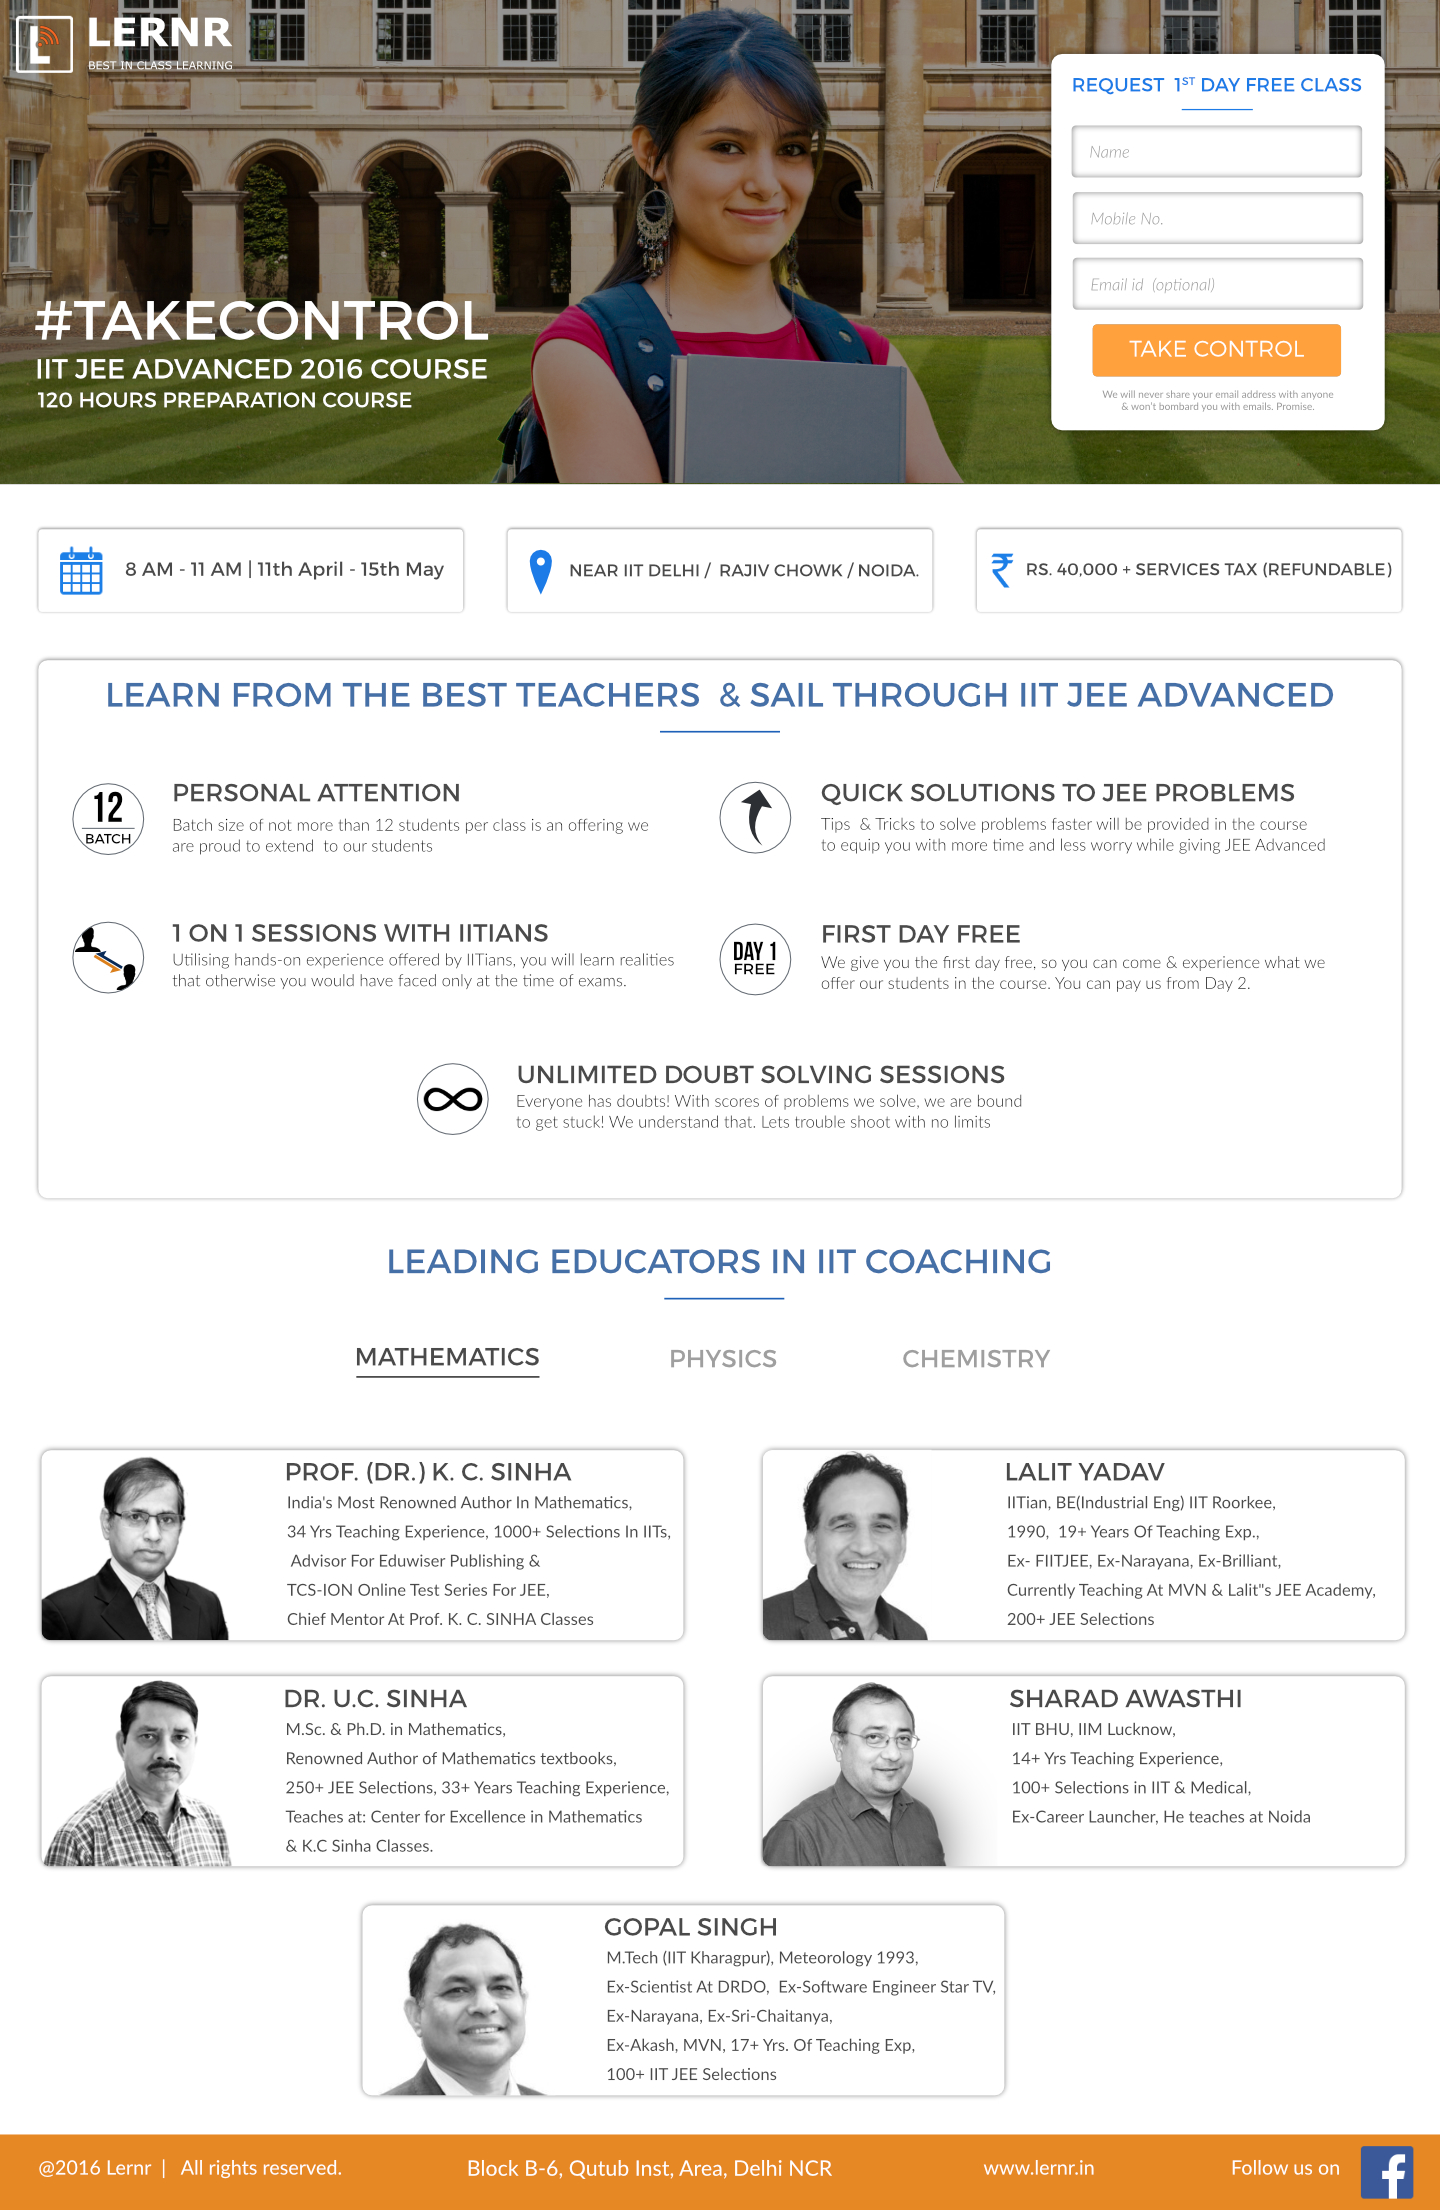 LERNR
BEST IN CLASS LEARNING
REQUEST 1ST DAY FREE CLASS
Name
Mobile No.
Email id (optional)
TAKE CONTROL
We will never share your email address with anyone
& won't bombard you with emails. Promise.
#TAKECONTROL
IIT JEE ADVANCED 2016 COURSE
120 HOURS PREPARATION COURSE
8 AM - 11 AM | 11th April - 15th May
NEAR IIT DELHI / RAJIV CHOWK / NOIDA.
₹ RS. 40,000 + SERVICES TAX (REFUNDABLE)
LEARN FROM THE BEST TEACHERS & SAIL THROUGH IIT JEE ADVANCED
12
BATCH
PERSONAL ATTENTION
Batch size of not more than 12 students per class is an offering we
are proud to extend to our students
QUICK SOLUTIONS TO JEE PROBLEMS
Tips & Tricks to solve problems faster will be provided in the course
to equip you with more time and less worry while giving JEE Advanced
1 ON 1 SESSIONS WITH IITIANS
Utilising hands-on experience offered by IITians, you will learn realities
that otherwise you would have faced only at the time of exams.
DAY 1
FREE
FIRST DAY FREE
We give you the first day free, so you can come & experience what we
offer our students in the course. You can pay us from Day 2.
UNLIMITED DOUBT SOLVING SESSIONS
Everyone has doubts! With scores of problems we solve, we are bound
to get stuck! We understand that. Lets trouble shoot with no limits
LEADING EDUCATORS IN IIT COACHING
MATHEMATICS
PHYSICS
CHEMISTRY
PROF. (DR.) K. C. SINHA
India's Most Renowned Author In Mathematics,
34 Yrs Teaching Experience, 1000+ Selections In IITs,
Advisor For Eduwiser Publishing &
TCS-ION Online Test Series For JEE,
Chief Mentor At Prof. K. C. SINHA Classes
LALIT YADAV
IITian, BE(Industrial Eng) IIT Roorkee,
1990, 19+ Years Of Teaching Exp.,
Ex- FIITJEE, Ex-Narayana, Ex-Brilliant,
Currently Teaching At MVN & Lalit"s JEE Academy,
200+ JEE Selections
DR. U.C. SINHA
M.Sc. & Ph.D. in Mathematics,
Renowned Author of Mathematics textbooks,
250+ JEE Selections, 33+ Years Teaching Experience,
Teaches at: Center for Excellence in Mathematics
& K.C Sinha Classes.
SHARAD AWASTHI
IIT BHU, IIM Lucknow,
14+ Yrs Teaching Experience,
100+ Selections in IIT & Medical,
Ex-Career Launcher, He teaches at Noida
GOPAL SINGH
M.Tech (IIT Kharagpur), Meteorology 1993,
Ex-Scientist At DRDO, Ex-Software Engineer Star TV,
Ex-Narayana, Ex-Sri-Chaitanya,
Ex-Akash, MVN, 17+ Yrs. Of Teaching Exp,
100+ IIT JEE Selections
@2016 Lernr | All rights reserved.
Block B-6, Qutub Inst, Area, Delhi NCR
www.lernr.in
Follow us on